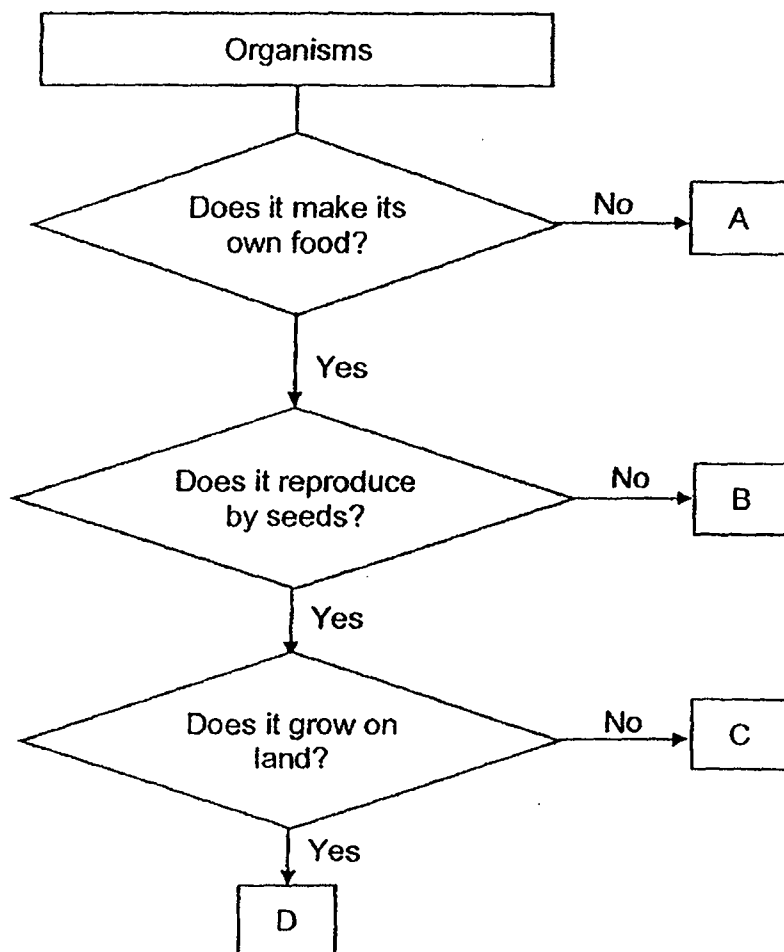 Organisms
Does it make its
own food?
No
A
Yes
Does it reproduce
by seeds?
No
B
Yes
Does it grow on
land?
No
C
Yes
D